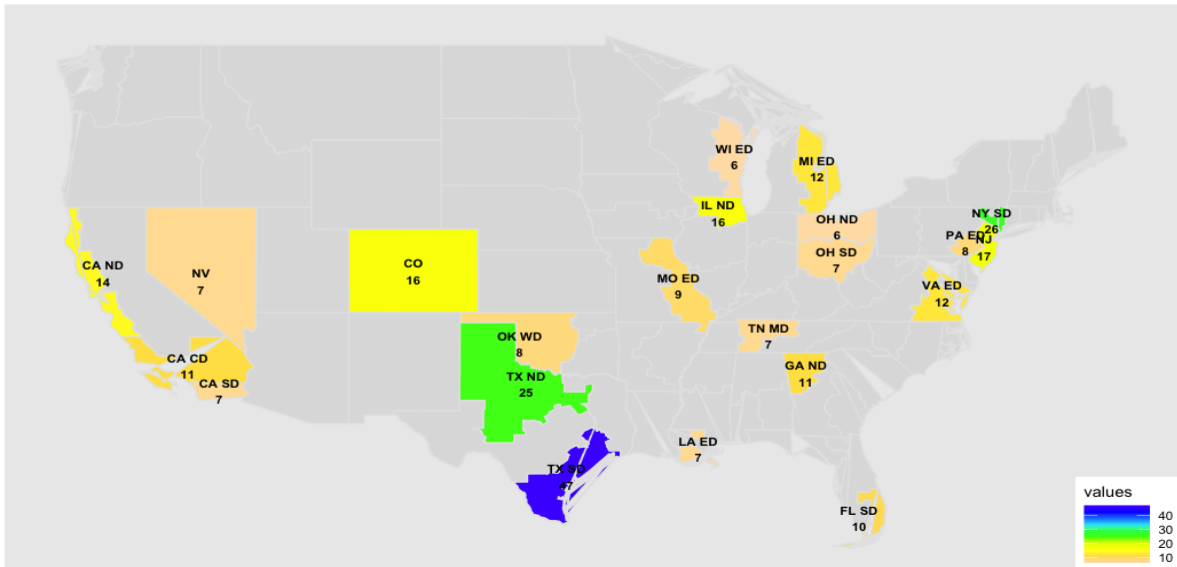 WI ED
6
MI ED
12
IL ND
16
NY SD
26
OH ND
6
PA ED
8
NJ
17
OH SD
7
CA ND
14
NV
7
CO
16
MO ED
9
VA ED
12
OK WD
8
TN MD
7
CA CD
11
CA SD
7
TX ND
25
GA ND
11
LA ED
7
TX SD
47
FL SD
10
values
40
30
20
10